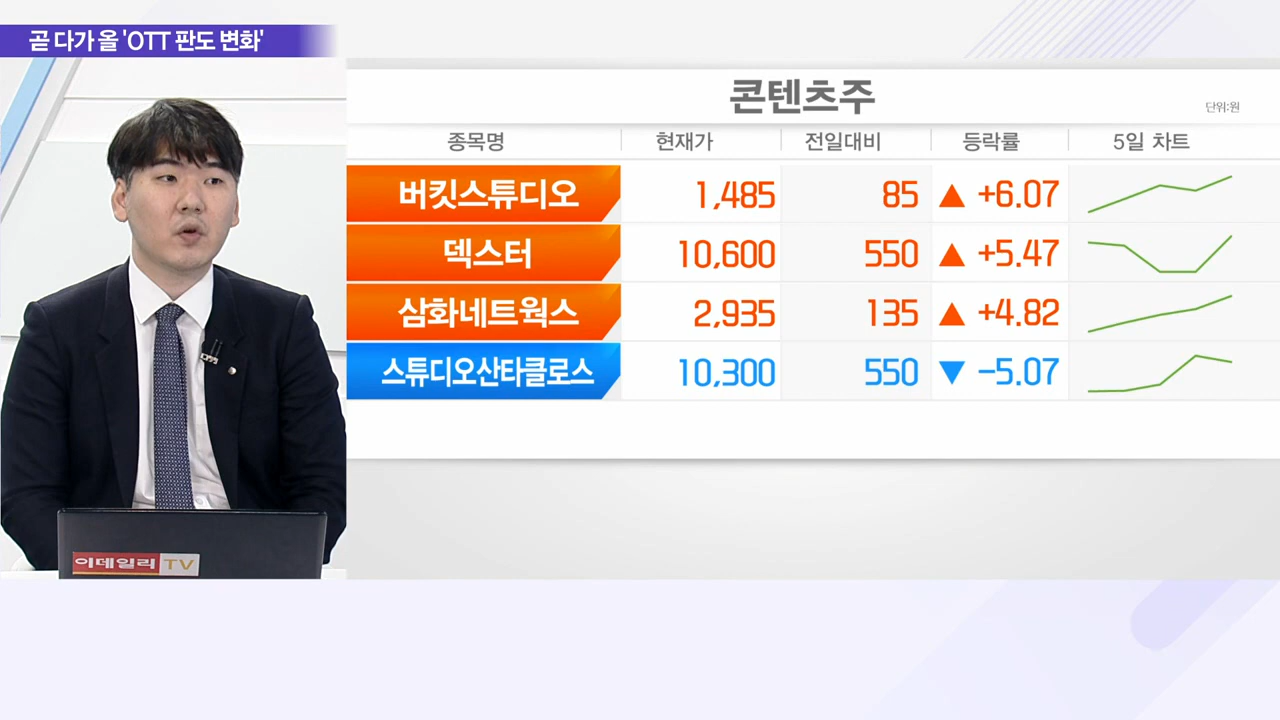 곧 다가 올 'OTT 판도 변화'
콘텐츠주
단위:원
종목명 현재가 전일대비 등락률 5일 차트
버킷스튜디오 1,485 85 ▲ +6.07
덱스터 10,600 550 ▲ +5.47
삼화네트웍스 2,935 135 ▲ +4.82
스튜디오산타클로스 10,300 550 ▼ -5.07
이데일리 TV